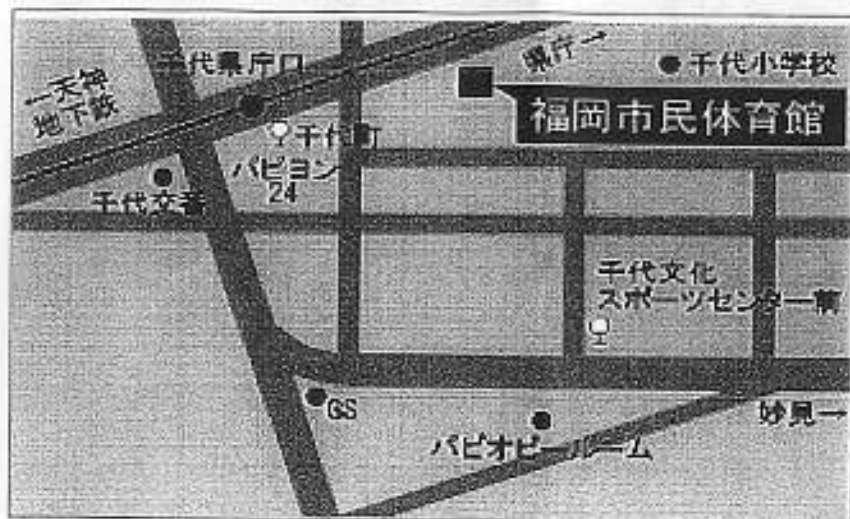 千代県庁口
県庁→
千代小学校
←天神
地下鉄
福岡市民体育館
千代町
パピヨン
24
千代交番
千代文化
スポーツセンター前
GS
妙見→
パピオビールーム